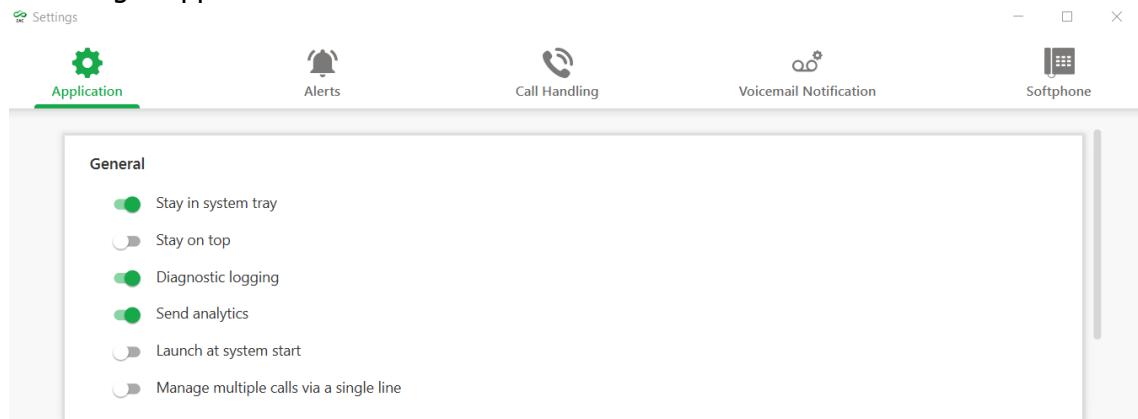 Settings
Application
Alerts
Call Handling
Voicemail Notification
Softphone
General
Stay in system tray
Stay on top
Diagnostic logging
Send analytics
Launch at system start
Manage multiple calls via a single line